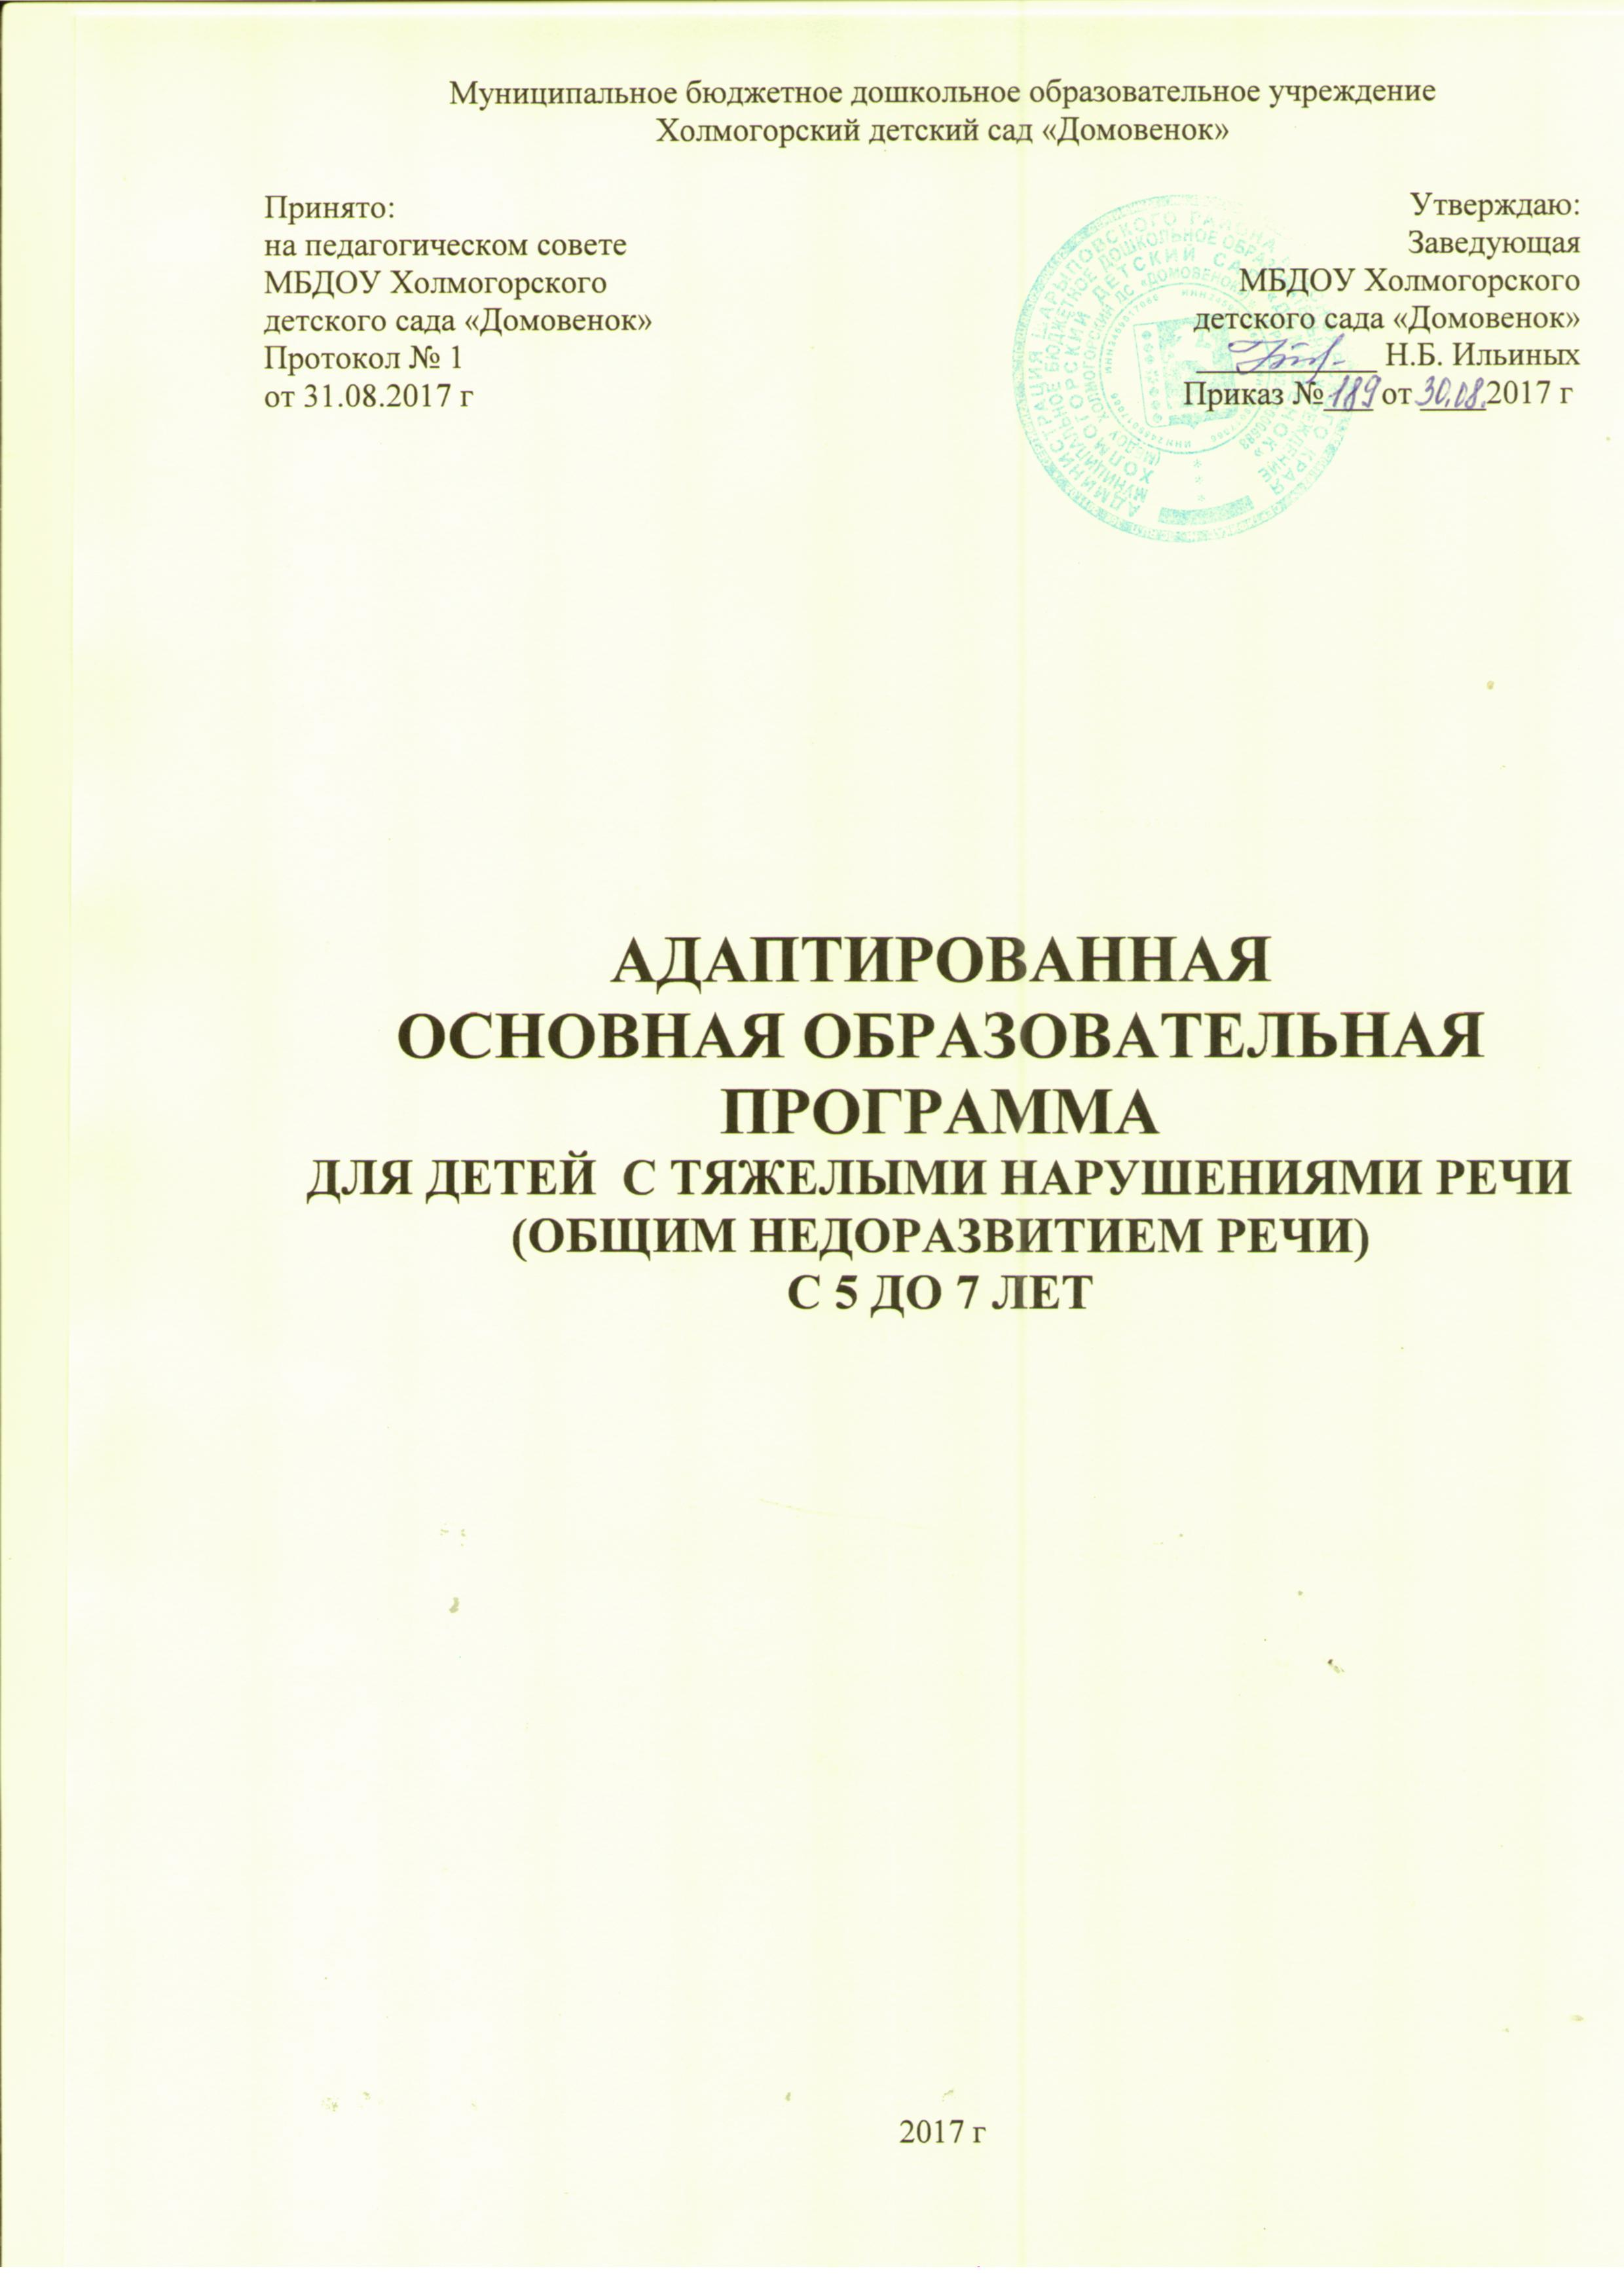 Муниципальное бюджетное дошкольное образовательное учреждение
Холмогорский детский сад «Домовенок»
Принято:
на педагогическом совете
МБДОУ Холмогорского
детского сада «Домовенок»
Протокол № 1
от 31.08.2017 г
Утверждаю:
Заведующая
МБДОУ Холмогорского
детского сада «Домовенок»
Н.Б. Ильиных
Приказ № 189 от 30.08.2017 г
АДАПТИРОВАННАЯ
ОСНОВНАЯ ОБРАЗОВАТЕЛЬНАЯ
ПРОГРАММА
ДЛЯ ДЕТЕЙ С ТЯЖЕЛЫМИ НАРУШЕНИЯМИ РЕЧИ
(ОБЩИМ НЕДОРАЗВИТИЕМ РЕЧИ)
С 5 ДО 7 ЛЕТ
2017 г